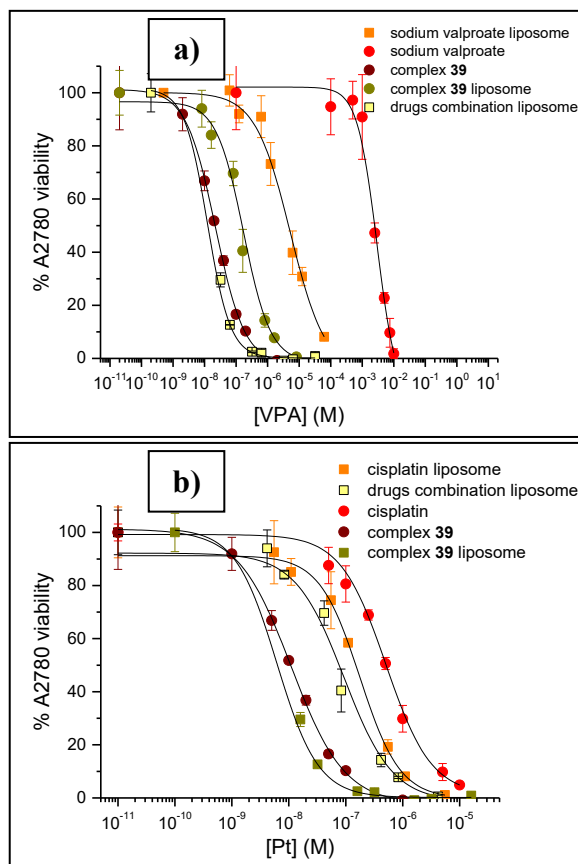 a)
sodium valproate liposome
sodium valproate
complex 39
complex 39 liposome
drugs combination liposome
% A2780 viability
120
100
80
60
40
20
0
10⁻¹¹ 10⁻¹⁰ 10⁻⁹ 10⁻⁸ 10⁻⁷ 10⁻⁶ 10⁻⁵ 10⁻⁴ 10⁻³ 10⁻² 10⁻¹ 10⁰ 10¹
[VPA] (M)
b)
cisplatin liposome
drugs combination liposome
cisplatin
complex 39
complex 39 liposome
% A2780 viability
120
100
80
60
40
20
0
10⁻¹¹ 10⁻¹⁰ 10⁻⁹ 10⁻⁸ 10⁻⁷ 10⁻⁶ 10⁻⁵
[Pt] (M)